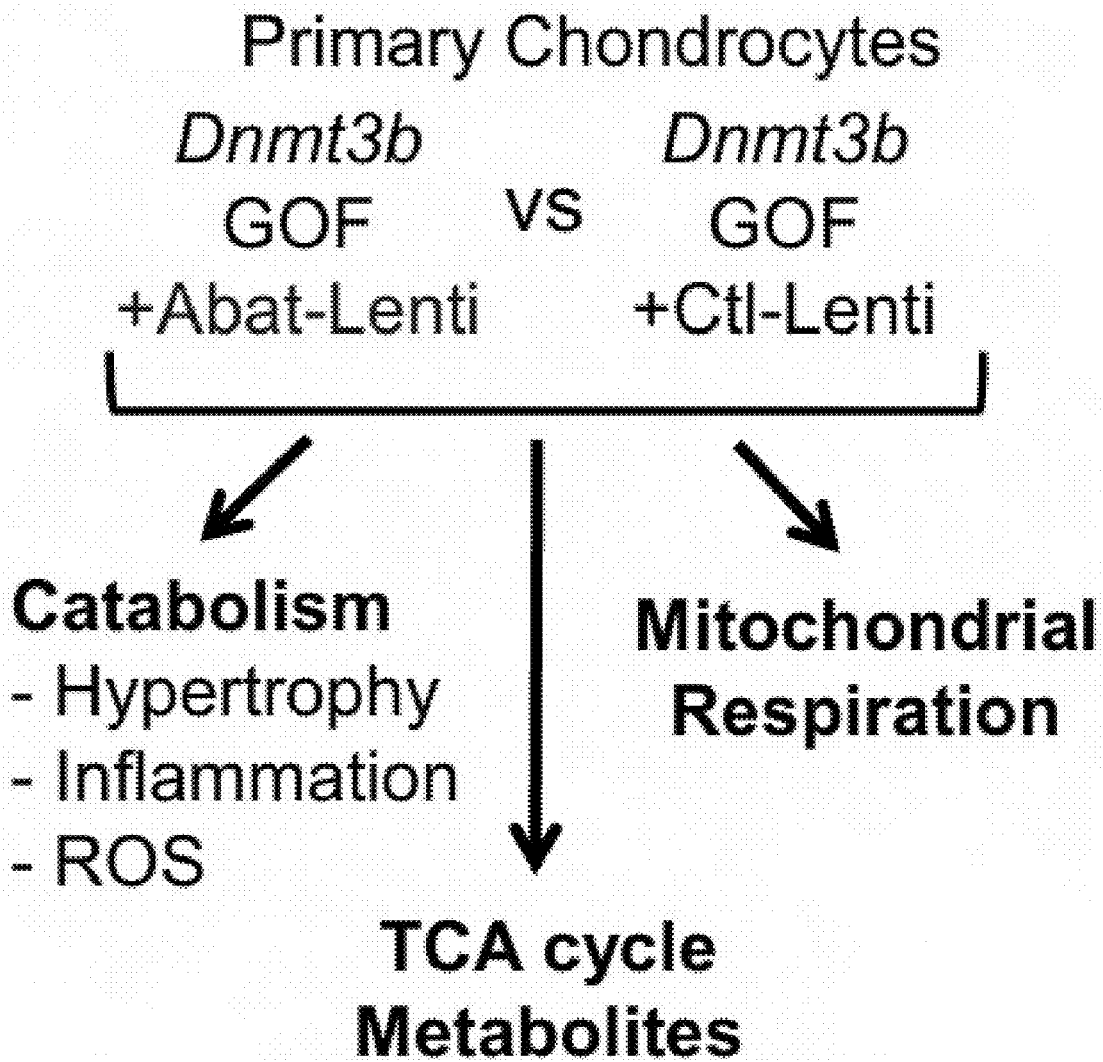 Primary Chondrocytes
Dnmt3b Dnmt3b
GOF vs GOF
+Abat-Lenti +Ctl-Lenti
Catabolism
- Hypertrophy
- Inflammation
- ROS
Mitochondrial
Respiration
TCA cycle
Metabolites